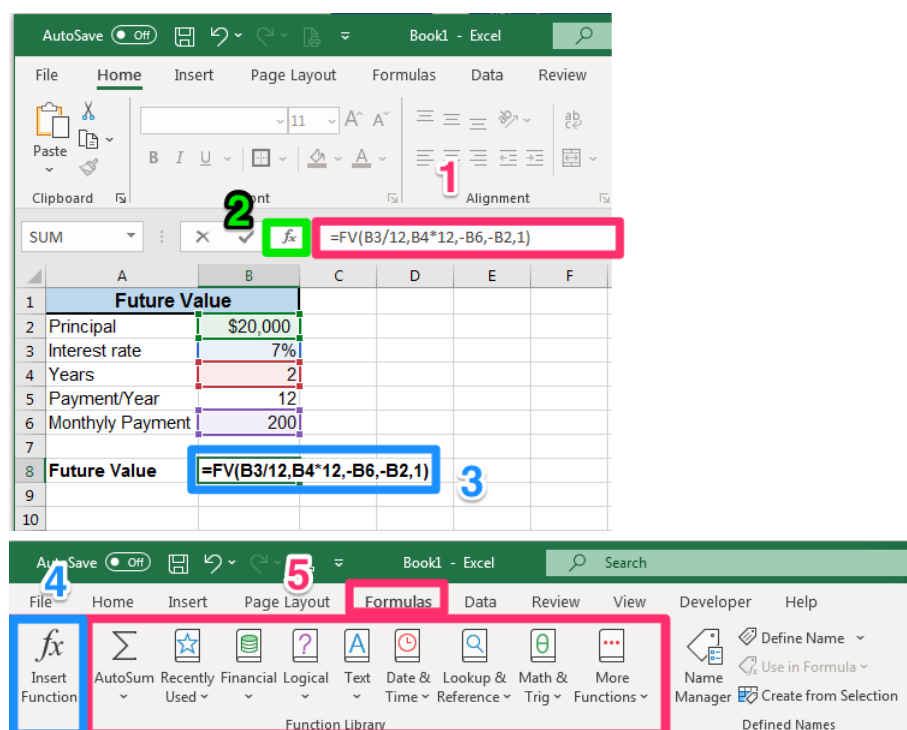 AutoSave Off Book1 - Excel
File Home Insert Page Layout Formulas Data Review
11 A^ Aˇ ab
Paste B I U A
Clipboard Font Alignment
1
2
SUM fx =FV(B3/12,B4*12,-B6,-B2,1)
A B C D E F
1 Future Value
2 Principal $20,000
3 Interest rate 7%
4 Years 2
5 Payment/Year 12
6 Monthyly Payment 200
7
8 Future Value =FV(B3/12,B4*12,-B6,-B2,1)
3
9
10
AutoSave Off Book1 - Excel Search
4 5
File Home Insert Page Layout Formulas Data Review View Developer Help
fx Σ ? A θ Define Name
Insert AutoSum Recently Financial Logical Text Date & Lookup & Math & More Name Use in Formula
Function Used Time Reference Trig Functions Manager Create from Selection
Function Library Defined Names